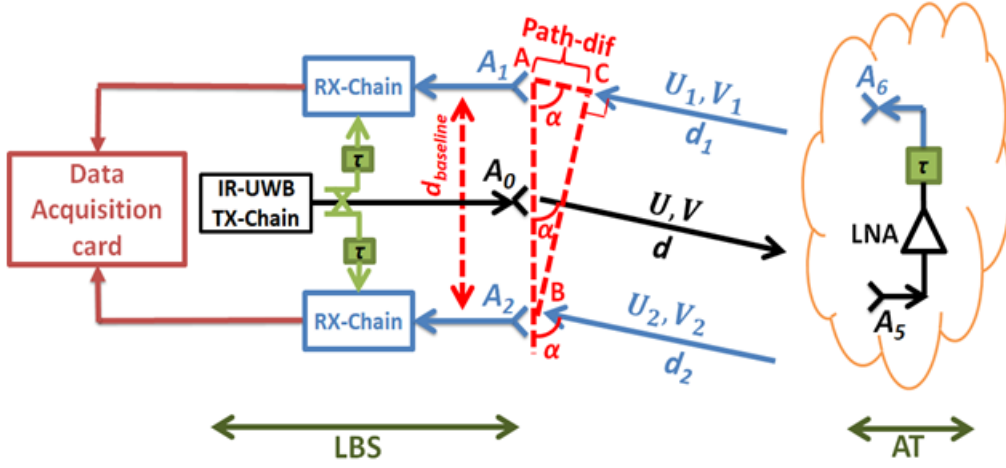 Path-dif
A
C
A₁
RX-Chain
α
U₁, V₁
d₁
A₆
τ
τ
d_baseline
Data
Acquisition
card
IR-UWB
TX-Chain
A₀
U, V
d
α
LNA
τ
RX-Chain
A₂
B
α
U₂, V₂
d₂
A₅
LBS
AT